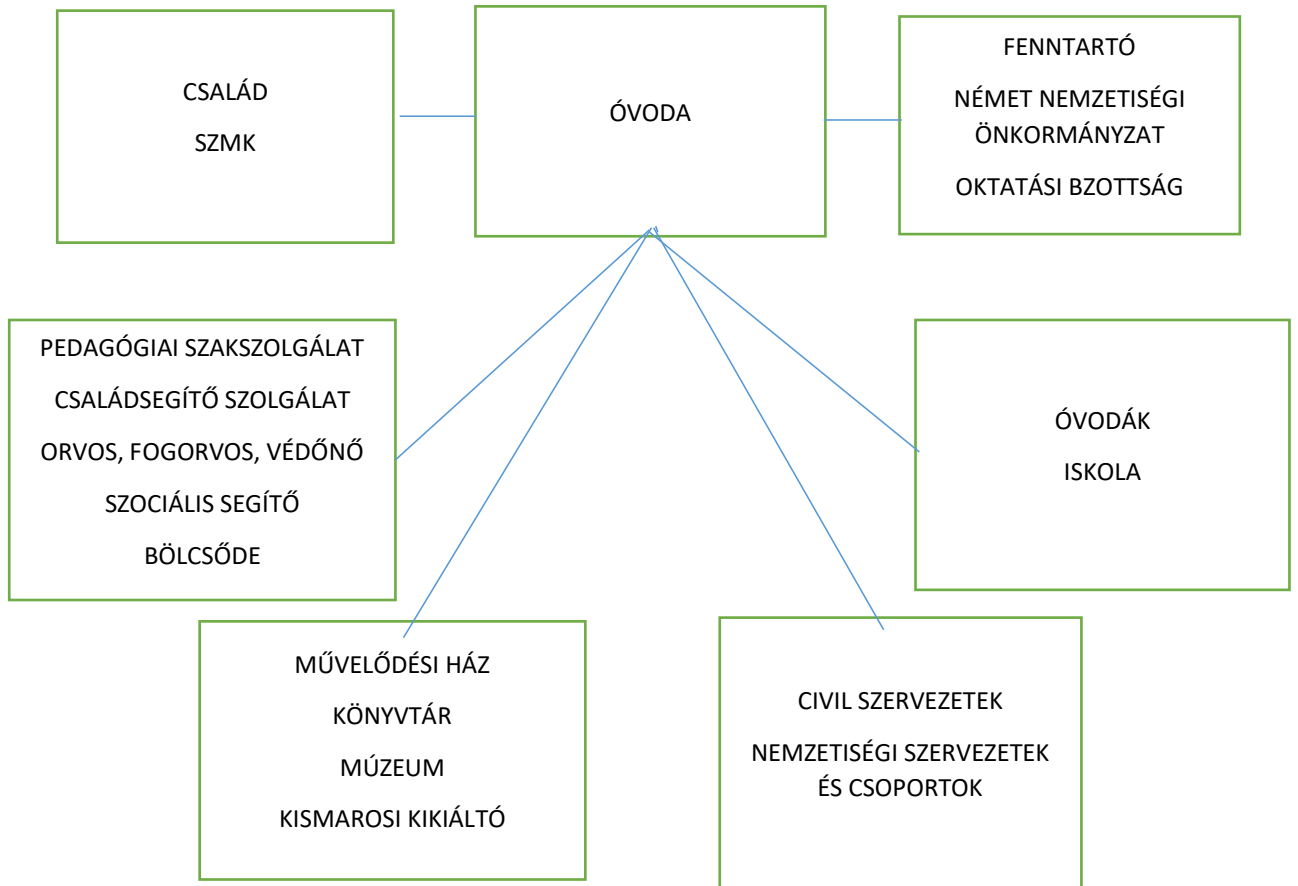 CSALÁD
SZMK
ÓVODA
FENNTARTÓ
NÉMET NEMZETISÉGI
ÖNKORMÁNYZAT
OKTATÁSI BZOTTSÁG
PEDAGÓGIAI SZAKSZOLGÁLAT
CSALÁDSEGÍTŐ SZOLGÁLAT
ORVOS, FOGORVOS, VÉDŐNŐ
SZOCIÁLIS SEGÍTŐ
BÖLCSŐDE
ÓVODÁK
ISKOLA
MŰVELŐDÉSI HÁZ
KÖNYVTÁR
MÚZEUM
KISMAROSI KIKIÁLTÓ
CIVIL SZERVEZETEK
NEMZETISÉGI SZERVEZETEK
ÉS CSOPORTOK